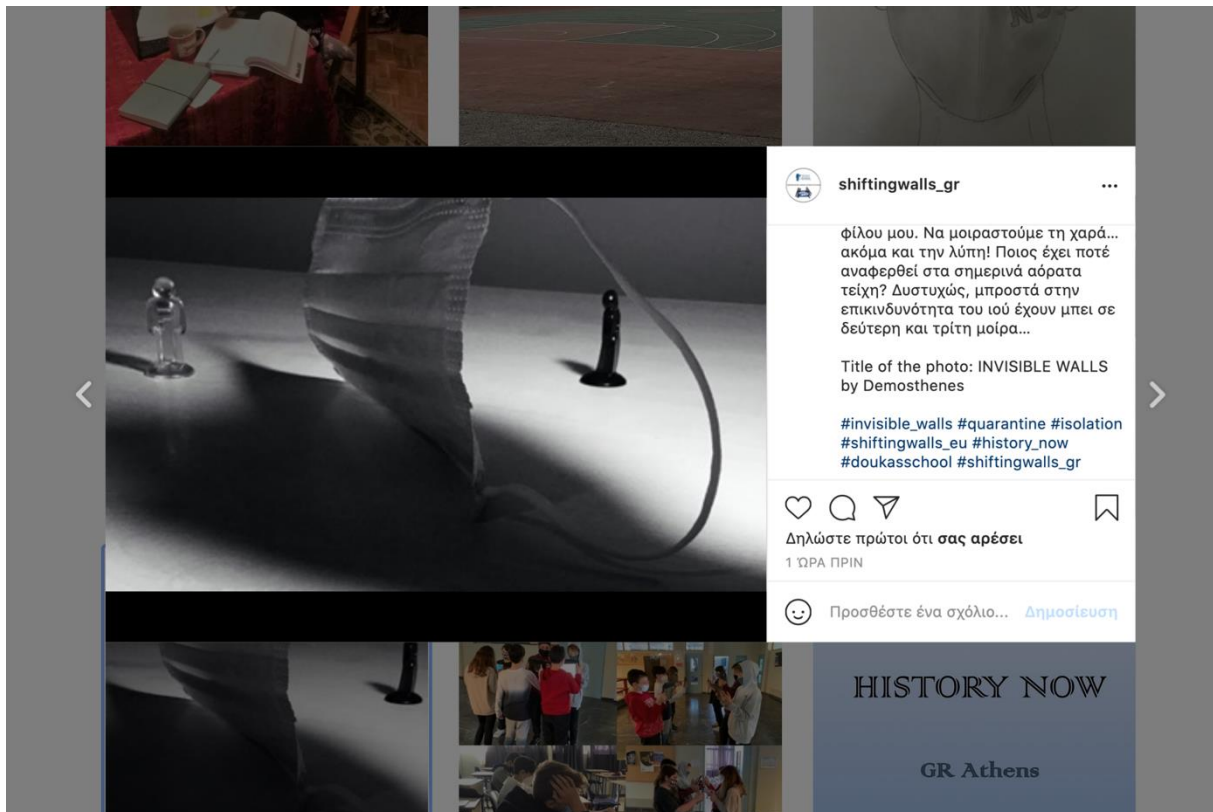 shiftingwalls_gr
φίλου μου. Να μοιραστούμε τη χαρά...
ακόμα και την λύπη! Ποιος έχει ποτέ
αναφερθεί στα σημερινά αόρατα
τείχη? Δυστυχώς, μπροστά στην
επικινδυνότητα του ιού έχουν μπει σε
δεύτερη και τρίτη μοίρα...
Title of the photo: INVISIBLE WALLS
by Demosthenes
#invisible_walls #quarantine #isolation
#shiftingwalls_eu #history_now
#doukasschool #shiftingwalls_gr
Δηλώστε πρώτοι ότι σας αρέσει
1 ΏΡΑ ΠΡΙΝ
Προσθέστε ένα σχόλιο... Δημοσίευση
HISTORY NOW
GR Athens